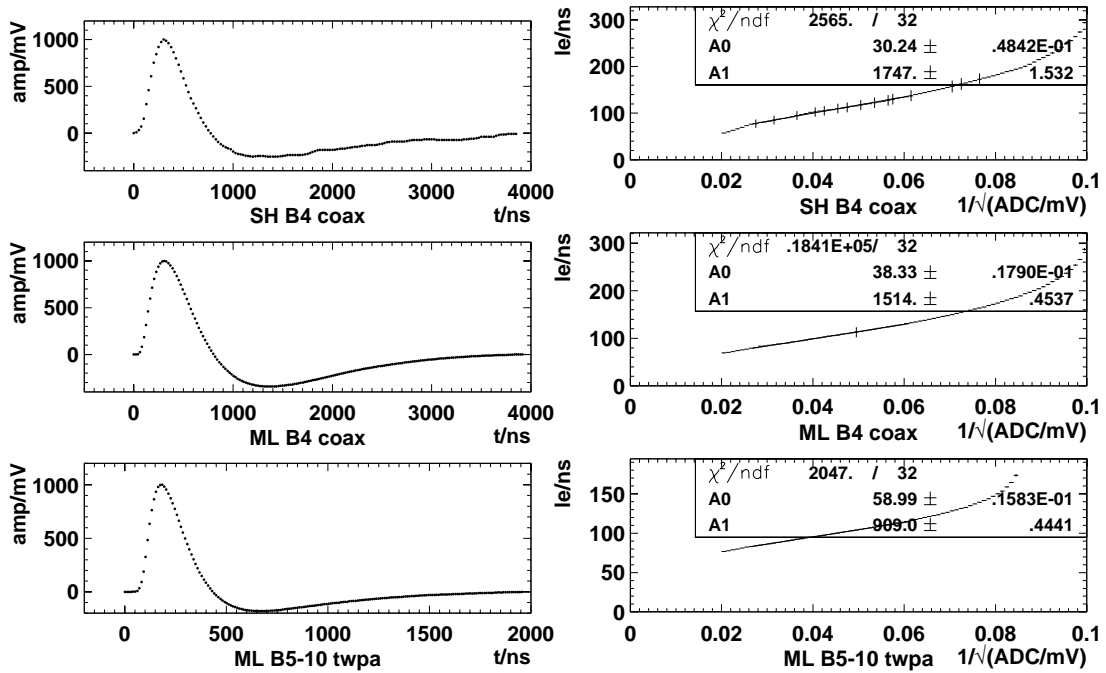 amp/mV
1000
500
0
0 1000 2000 3000 4000
SH B4 coax t/ns
le/ns
300
200
100
0
χ²/ndf 2565. / 32
A0 30.24 ± .4842E-01
A1 1747. ± 1.532
0 0.02 0.04 0.06 0.08 0.1
SH B4 coax 1/√(ADC/mV)
amp/mV
1000
500
0
0 1000 2000 3000 4000
ML B4 coax t/ns
le/ns
300
200
100
0
χ²/ndf .1841E+05/ 32
A0 38.33 ± .1790E-01
A1 1514. ± .4537
0 0.02 0.04 0.06 0.08 0.1
ML B4 coax 1/√(ADC/mV)
amp/mV
1000
500
0
0 500 1000 1500 2000
ML B5-10 twpa t/ns
le/ns
150
100
50
0
χ²/ndf 2047. / 32
A0 58.99 ± .1583E-01
A1 909.0 ± .4441
0 0.02 0.04 0.06 0.08 0.1
ML B5-10 twpa 1/√(ADC/mV)